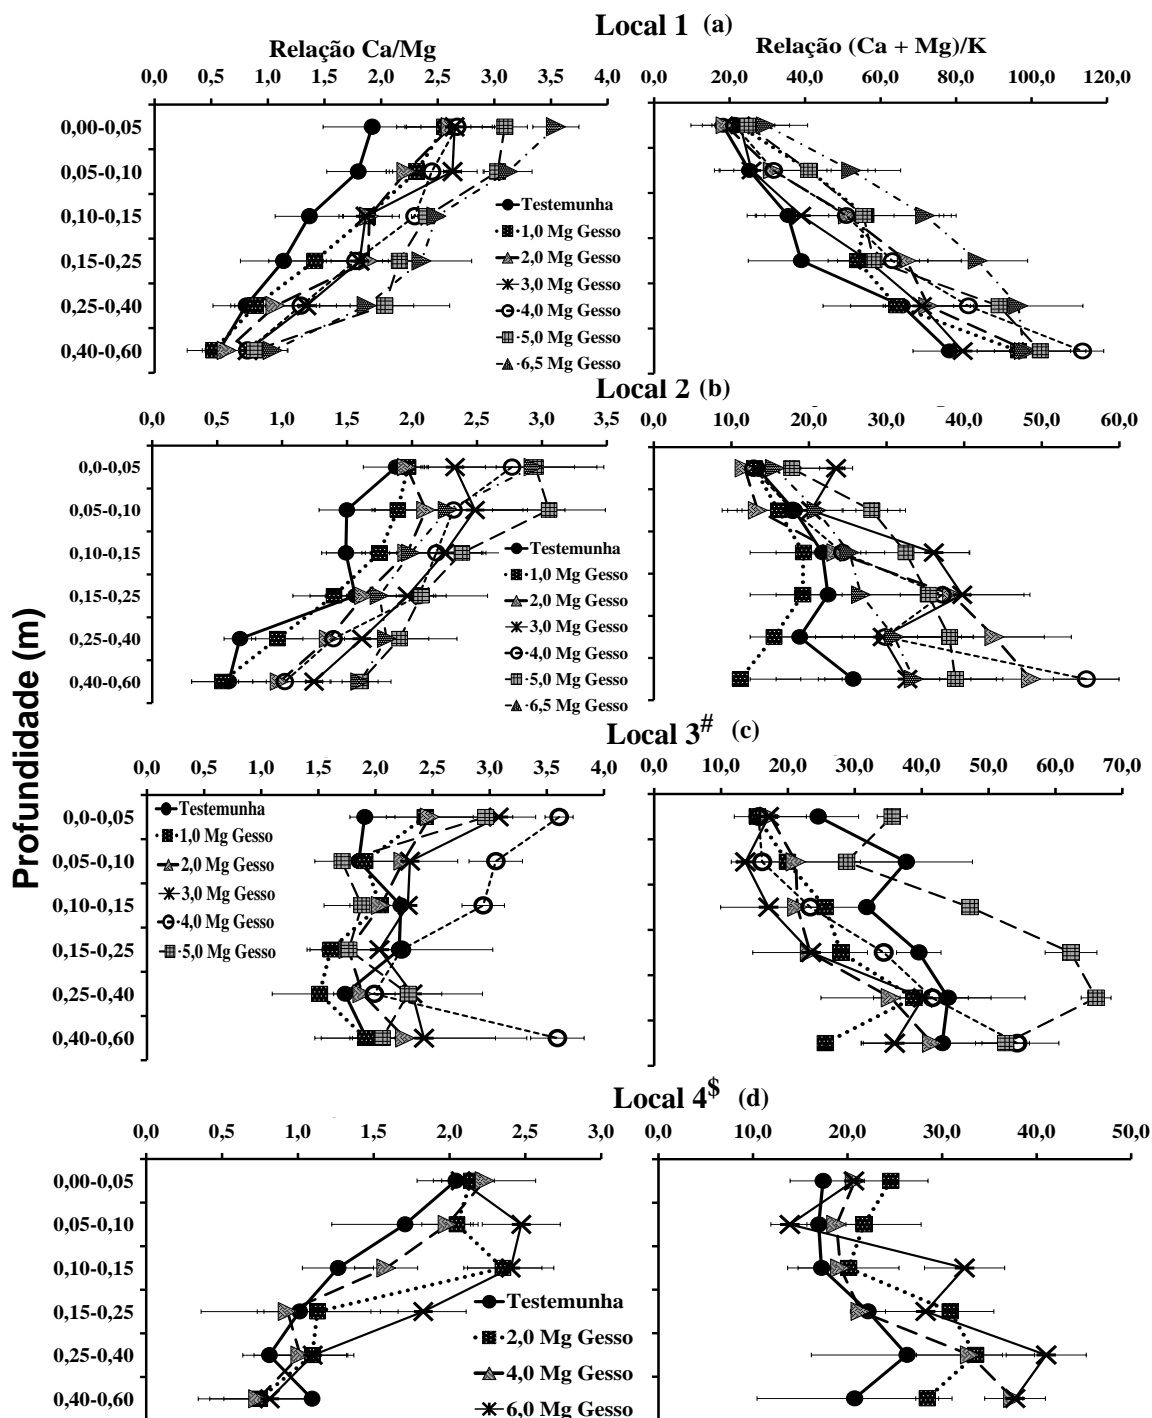 Local 1 (a)
Relação Ca/Mg
Relação (Ca + Mg)/K
0,0 0,5 1,0 1,5 2,0 2,5 3,0 3,5 4,0
0,0 20,0 40,0 60,0 80,0 100,0 120,0
0,00-0,05
0,05-0,10
0,10-0,15
0,15-0,25
0,25-0,40
0,40-0,60
Testemunha
1,0 Mg Gesso
2,0 Mg Gesso
3,0 Mg Gesso
4,0 Mg Gesso
5,0 Mg Gesso
6,5 Mg Gesso
Local 2 (b)
0,0 0,5 1,0 1,5 2,0 2,5 3,0 3,5
0,0 10,0 20,0 30,0 40,0 50,0 60,0
0,0-0,05
0,05-0,10
0,10-0,15
0,15-0,25
0,25-0,40
0,40-0,60
Testemunha
1,0 Mg Gesso
2,0 Mg Gesso
3,0 Mg Gesso
4,0 Mg Gesso
5,0 Mg Gesso
6,5 Mg Gesso
Profundidade (m)
Local 3# (c)
0,0 0,5 1,0 1,5 2,0 2,5 3,0 3,5 4,0
0,0 10,0 20,0 30,0 40,0 50,0 60,0 70,0
0,0-0,05
0,05-0,10
0,10-0,15
0,15-0,25
0,25-0,40
0,40-0,60
Testemunha
1,0 Mg Gesso
2,0 Mg Gesso
3,0 Mg Gesso
4,0 Mg Gesso
5,0 Mg Gesso
Local 4$ (d)
0,0 1,0 1,5 2,0 2,5 3,0
0,0 10,0 20,0 30,0 40,0 50,0
0,00-0,05
0,05-0,10
0,10-0,15
0,15-0,25
0,25-0,40
0,40-0,60
Testemunha
2,0 Mg Gesso
4,0 Mg Gesso
6,0 Mg Gesso